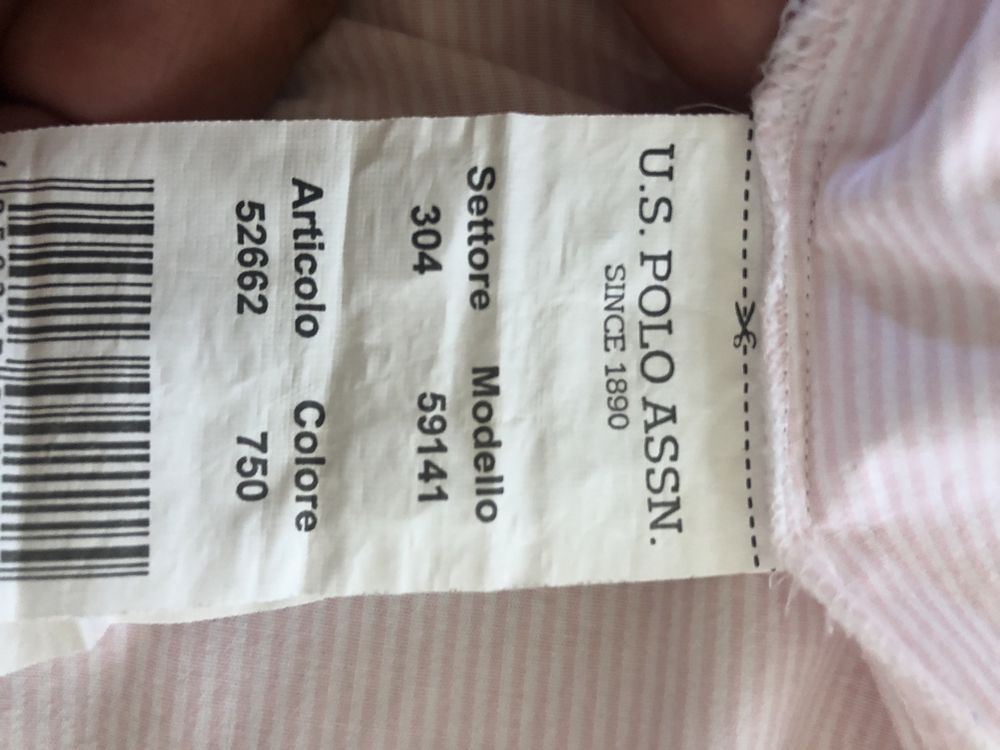 U.S. POLO ASSN.
SINCE 1890
Settore Modello
304 59141
Articolo Colore
52662 750